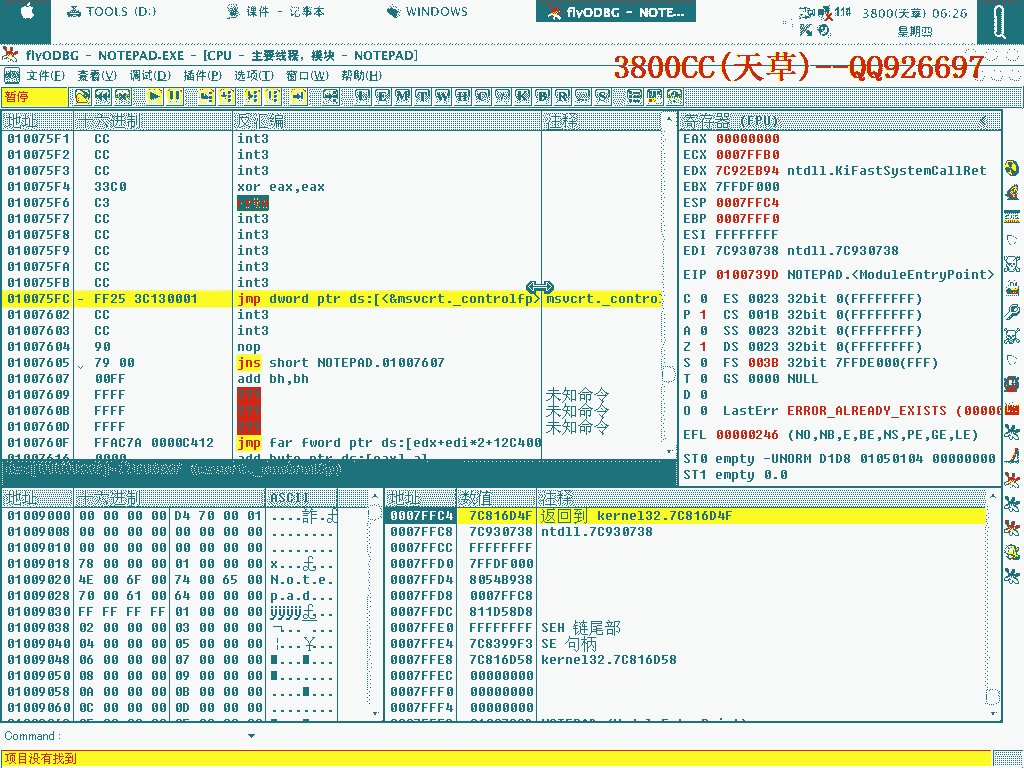 TOOLS (D:)
课件 - 记事本
WINDOWS
flyODBG - NOTE...
3800(天草) 06:26
星期四
flyODBG - NOTEPAD.EXE - [CPU - 主要线程, 模块 - NOTEPAD]
文件(F) 查看(V) 调试(D) 插件(P) 选项(T) 窗口(W) 帮助(H)
3800CC(天草)--QQ926697
暂停
L E M T W H C / K B R ... S
地址 十六进制 反汇编 注释
010075F1 CC int3
010075F2 CC int3
010075F3 CC int3
010075F4 33C0 xor eax,eax
010075F6 C3 retn
010075F7 CC int3
010075F8 CC int3
010075F9 CC int3
010075FA CC int3
010075FB CC int3
010075FC - FF25 3C130001 jmp dword ptr ds:[<&msvcrt._controlfp> msvcrt._contro
01007602 CC int3
01007603 CC int3
01007604 90 nop
01007605 79 00 jns short NOTEPAD.01007607
01007607 00FF add bh,bh
01007609 FFFF ??? 未知命令
0100760B FFFF ??? 未知命令
0100760D FFFF ??? 未知命令
0100760F FFAC7A 0000C412 jmp far fword ptr ds:[edx+edi*2+12C400
01007616 0000 add byte ptr ds:[eax],al
寄存器 (FPU) <
EAX 00000000
ECX 0007FFB0
EDX 7C92EB94 ntdll.KiFastSystemCallRet
EBX 7FFDF000
ESP 0007FFC4
EBP 0007FFF0
ESI FFFFFFFF
EDI 7C930738 ntdll.7C930738
EIP 0100739D NOTEPAD.<ModuleEntryPoint>
C 0 ES 0023 32bit 0(FFFFFFFF)
P 1 CS 001B 32bit 0(FFFFFFFF)
A 0 SS 0023 32bit 0(FFFFFFFF)
Z 1 DS 0023 32bit 0(FFFFFFFF)
S 0 FS 003B 32bit 7FFDE000(FFF)
T 0 GS 0000 NULL
D 0
O 0 LastErr ERROR_ALREADY_EXISTS (00000
EFL 00000246 (NO,NB,E,BE,NS,PE,GE,LE)
ST0 empty -UNORM D1D8 01050104 00000000
ST1 empty 0.0
地址 十六进制 ASCII
01009000 00 00 00 00 D4 70 00 01 ....詐.
01009008 00 00 00 00 00 00 00 00 ........
01009010 00 00 00 00 00 00 00 00 ........
01009018 78 00 00 00 01 00 00 00 x...
01009020 4E 00 6F 00 74 00 65 00 N.o.t.e.
01009028 70 00 61 00 64 00 00 00 p.a.d...
01009030 FF FF FF FF 01 00 00 00 ÿÿÿÿ
01009038 02 00 00 00 03 00 00 00
01009040 04 00 00 00 05 00 00 00
01009048 06 00 00 00 07 00 00 00
01009050 08 00 00 00 09 00 00 00
01009058 0A 00 00 00 0B 00 00 00
01009060 0C 00 00 00 0D 00 00 00 ........
地址 数值 注释
0007FFC4 7C816D4F 返回到 kernel32.7C816D4F
0007FFC8 7C930738 ntdll.7C930738
0007FFCC FFFFFFFF
0007FFD0 7FFDF000
0007FFD4 8054B938
0007FFD8 0007FFC8
0007FFDC 811D58D8
0007FFE0 FFFFFFFF SEH 链尾部
0007FFE4 7C8399F3 SE 句柄
0007FFE8 7C816D58 kernel32.7C816D58
0007FFEC 00000000
0007FFF0 00000000
0007FFF4 00000000
Command :
项目没有找到